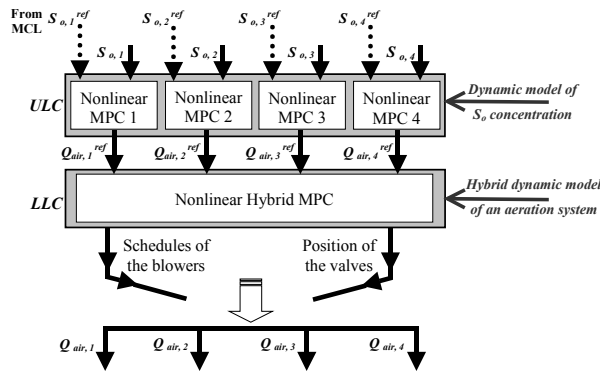 From
MCL
S o, 1 ref S o, 2 ref S o, 3 ref S o, 4 ref
S o, 1 S o, 2 S o, 3 S o, 4
ULC
Nonlinear MPC 1
Nonlinear MPC 2
Nonlinear MPC 3
Nonlinear MPC 4
Dynamic model of
So concentration
Q air, 1 ref Q air, 2 ref Q air, 3 ref Q air, 4 ref
LLC
Nonlinear Hybrid MPC
Hybrid dynamic model
of an aeration system
Schedules of
the blowers
Position of
the valves
Q air, 1 Q air, 2 Q air, 3 Q air, 4